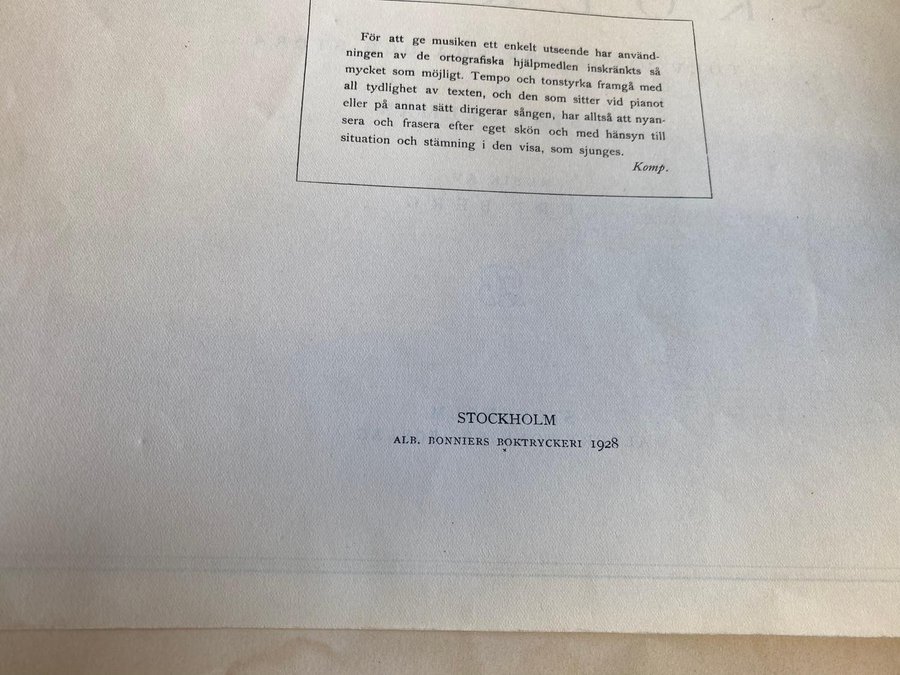 För att ge musiken ett enkelt utseende har använd-
ningen av de ortografiska hjälpmedlen inskränkts så
mycket som möjligt. Tempo och tonstyrka framgå med
all tydlighet av texten, och den som sitter vid pianot
eller på annat sätt dirigerar sången, har alltså att nyan-
sera och frasera efter eget skön och med hänsyn till
situation och stämning i den visa, som sjunges.
Komp.
STOCKHOLM
ALB. BONNIERS BOKTRYCKERI 1928